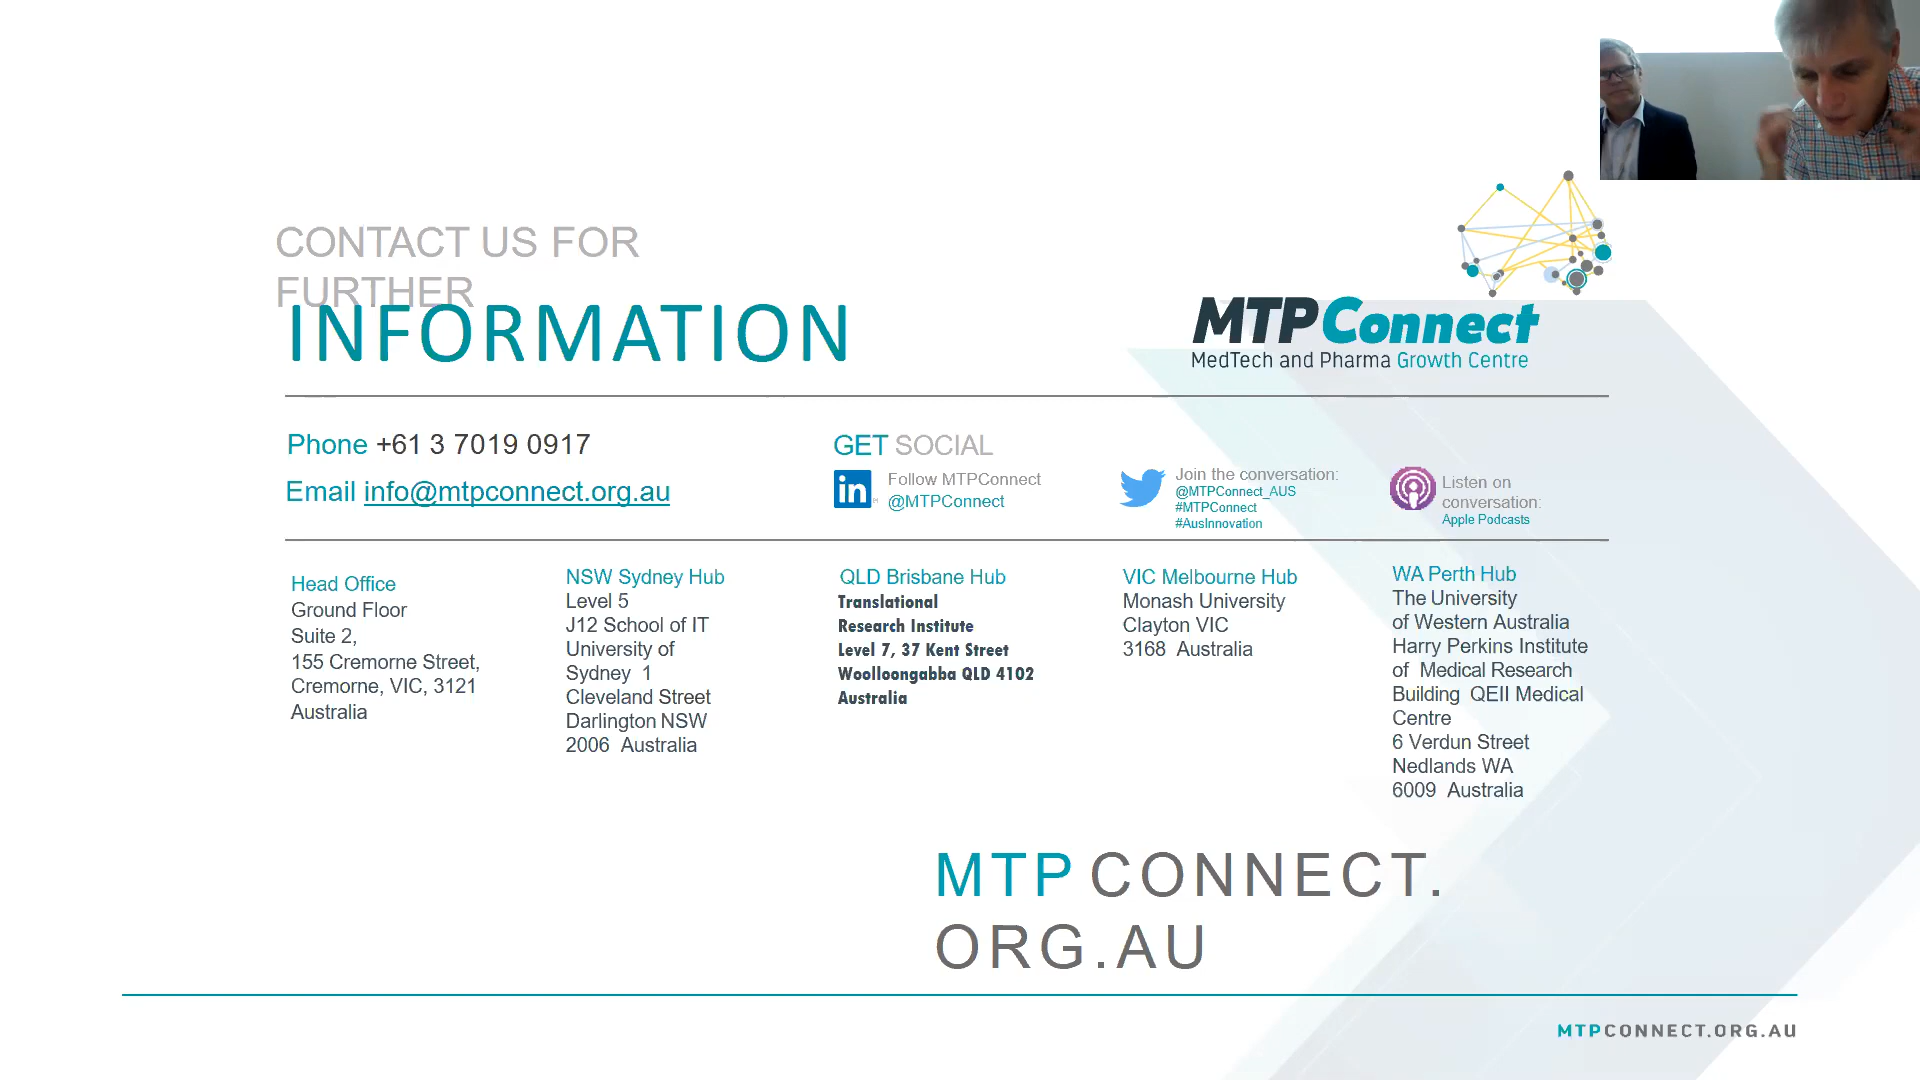 CONTACT US FOR
FURTHER
INFORMATION
MTPConnect
MedTech and Pharma Growth Centre
Phone +61 3 7019 0917
Email info@mtpconnect.org.au
GET SOCIAL
in
Follow MTPConnect
@MTPConnect
Join the conversation:
@MTPConnect_AUS
#MTPConnect
#AusInnovation
Listen on
conversation:
Apple Podcasts
Head Office
Ground Floor
Suite 2,
155 Cremorne Street,
Cremorne, VIC, 3121
Australia
NSW Sydney Hub
Level 5
J12 School of IT
University of
Sydney 1
Cleveland Street
Darlington NSW
2006 Australia
QLD Brisbane Hub
Translational
Research Institute
Level 7, 37 Kent Street
Woolloongabba QLD 4102
Australia
VIC Melbourne Hub
Monash University
Clayton VIC
3168 Australia
WA Perth Hub
The University
of Western Australia
Harry Perkins Institute
of Medical Research
Building QEII Medical
Centre
6 Verdun Street
Nedlands WA
6009 Australia
MTP CONNECT.
ORG.AU
MTPCONNECT.ORG.AU